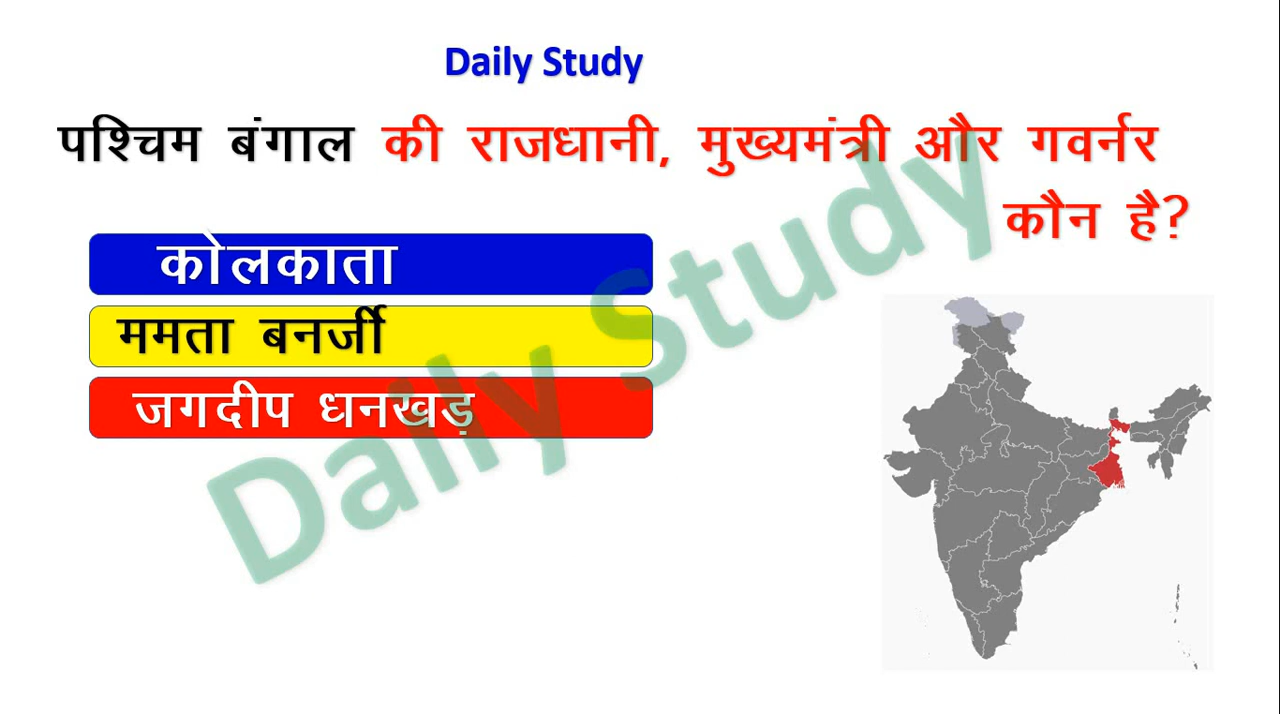 Daily Study
पश्चिम बंगाल की राजधानी, मुख्यमंत्री और गवर्नर
कौन है?
कोलकाता
ममता बनर्जी
जगदीप धनखड़
Daily Study